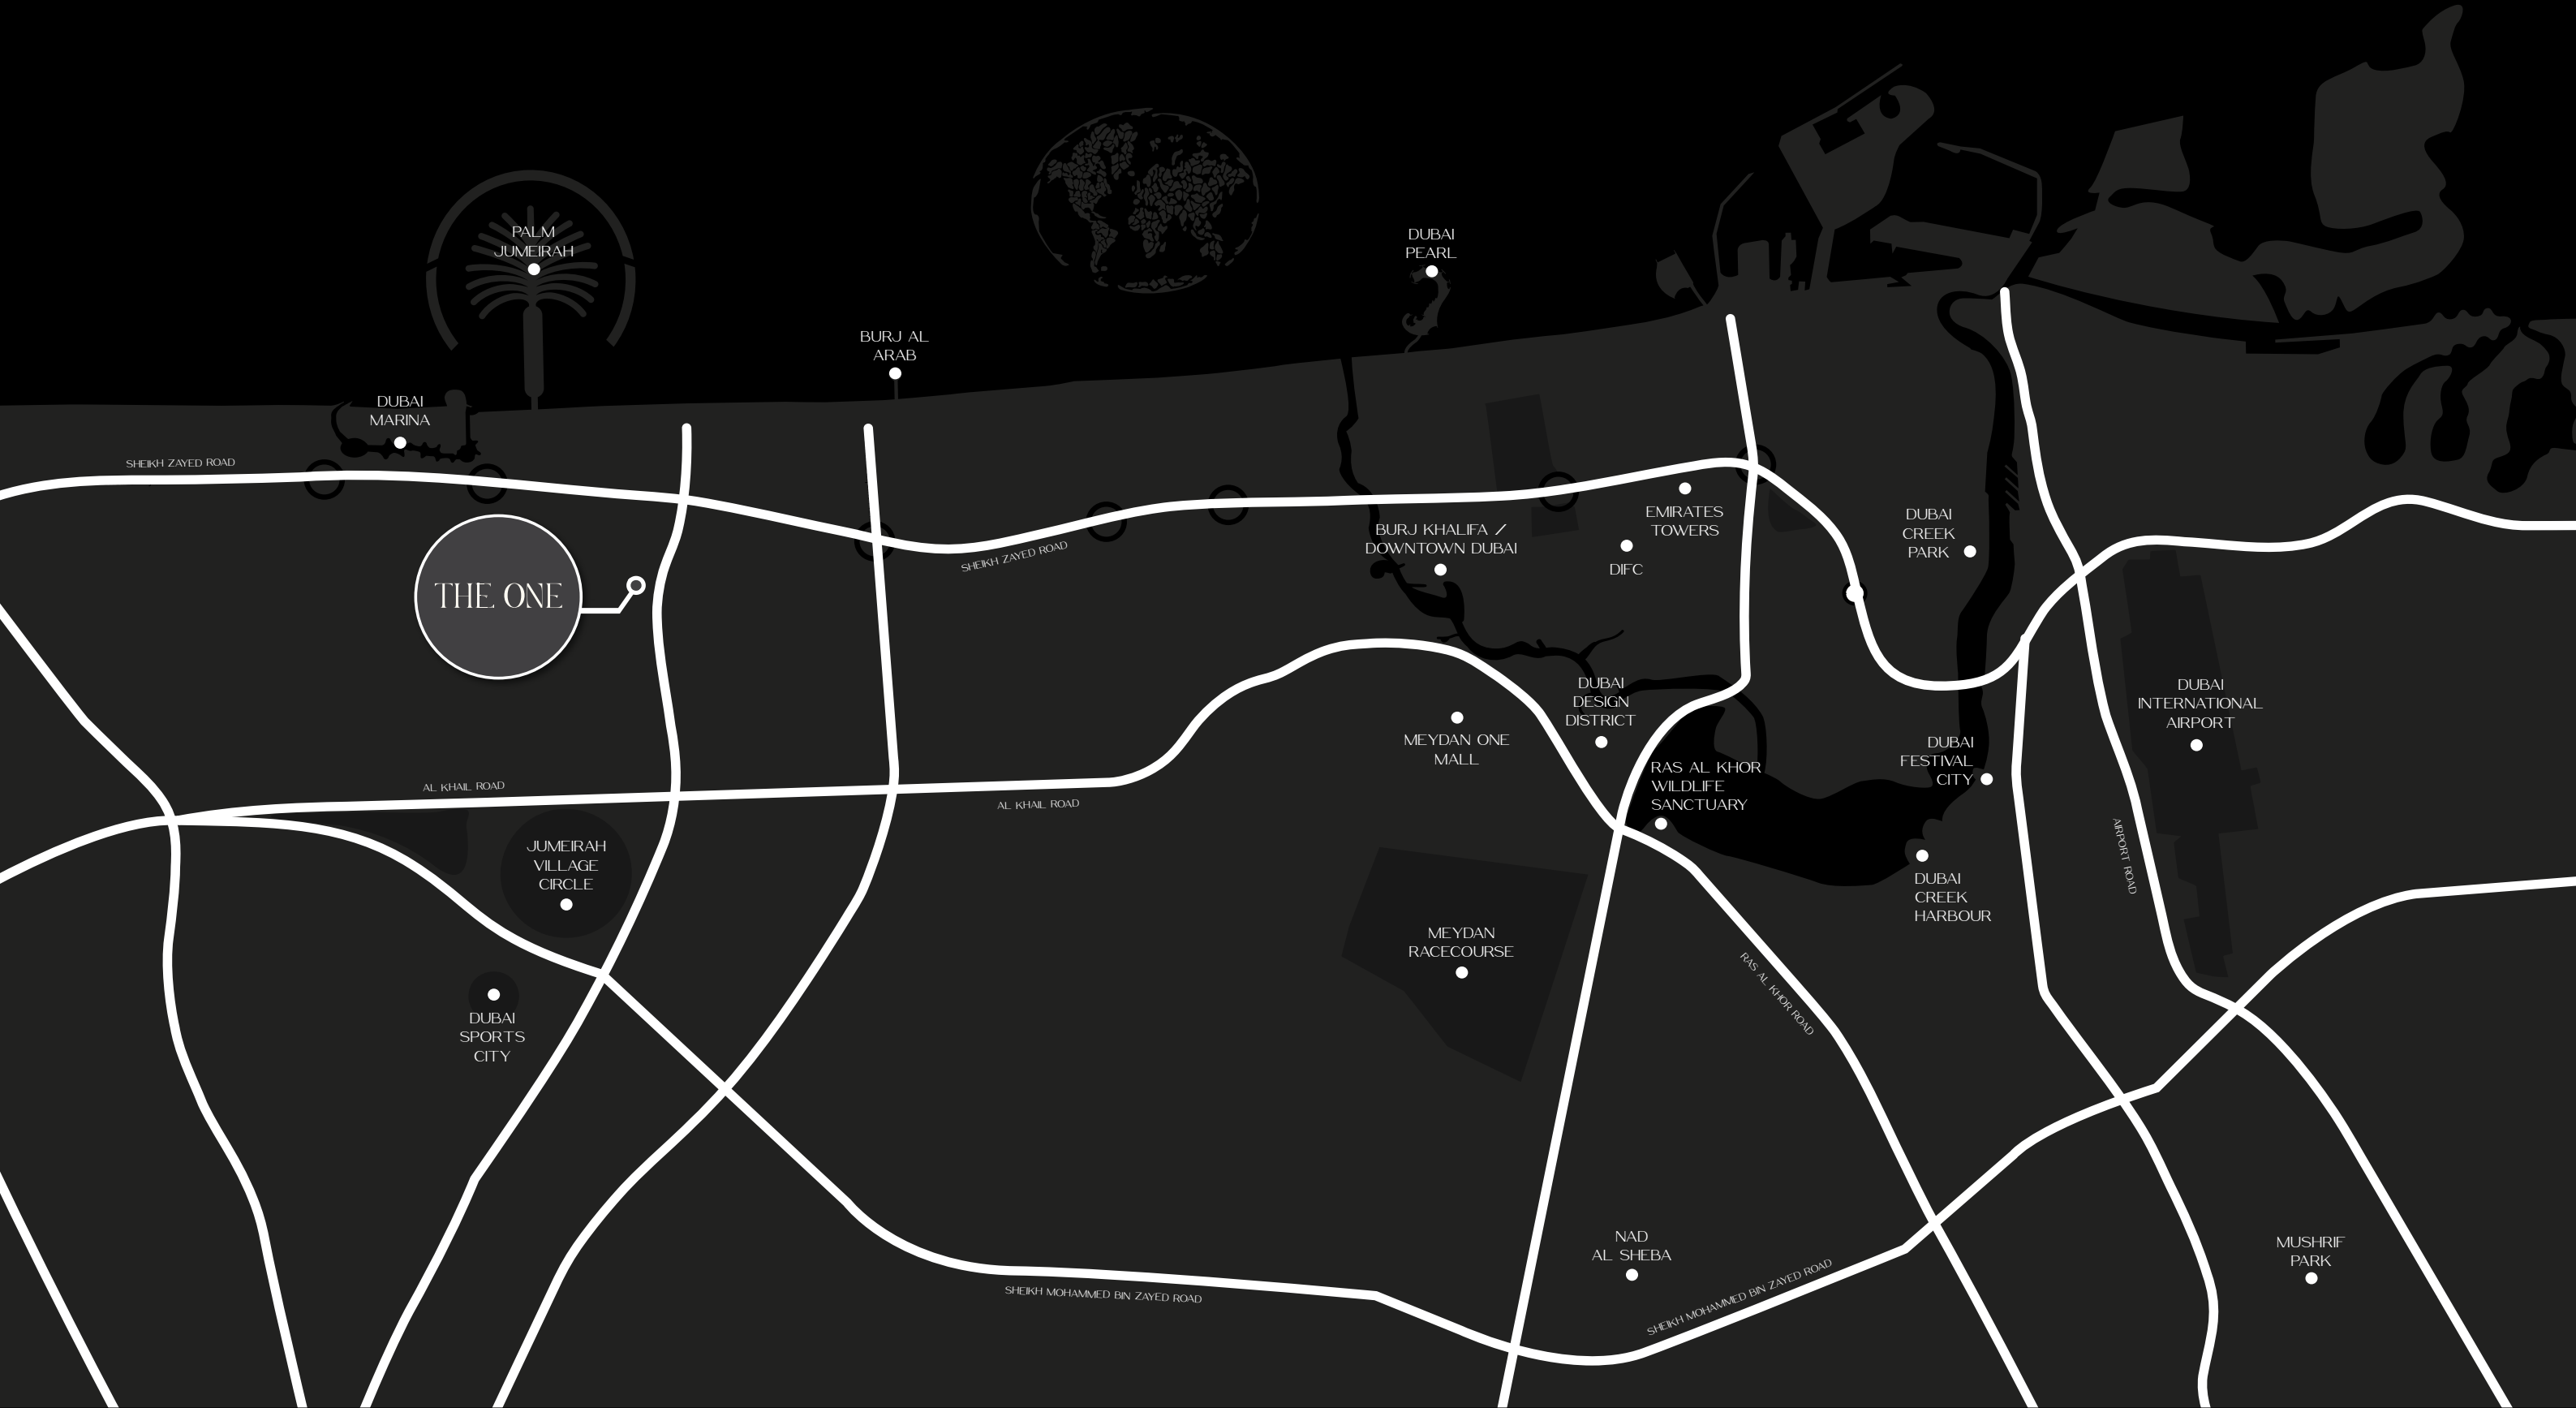 PALM
JUMEIRAH
DUBAI
PEARL
BURJ AL
ARAB
DUBAI
MARINA
SHEIKH ZAYED ROAD
SHEIKH ZAYED ROAD
BURJ KHALIFA /
DOWNTOWN DUBAI
EMIRATES
TOWERS
DIFC
DUBAI
CREEK
PARK
THE ONE
DUBAI
DESIGN
DISTRICT
DUBAI
INTERNATIONAL
AIRPORT
MEYDAN ONE
MALL
DUBAI
FESTIVAL
CITY
RAS AL KHOR
WILDLIFE
SANCTUARY
AL KHAIL ROAD
AL KHAIL ROAD
JUMEIRAH
VILLAGE
CIRCLE
AIRPORT ROAD
DUBAI
CREEK
HARBOUR
MEYDAN
RACECOURSE
RAS AL KHOR ROAD
DUBAI
SPORTS
CITY
NAD
AL SHEBA
MUSHRIF
PARK
SHEIKH MOHAMMED BIN ZAYED ROAD
SHEIKH MOHAMMED BIN ZAYED ROAD